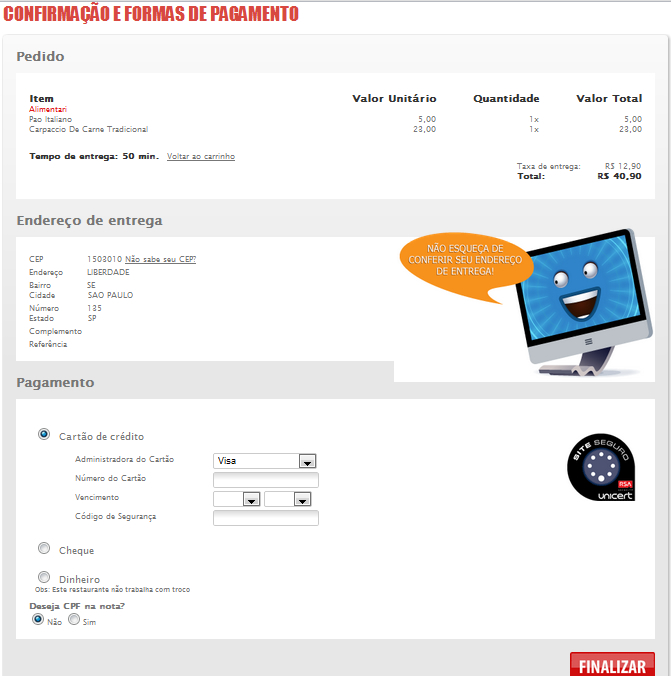 CONFIRMAÇÃO E FORMAS DE PAGAMENTO
Pedido
Item Valor Unitário Quantidade Valor Total
Alimentari
Pao Italiano 5,00 1x 5,00
Carpaccio De Carne Tradicional 23,00 1x 23,00
Tempo de entrega: 50 min. Voltar ao carrinho
Taxa de entrega: R$ 12,90
Total: R$ 40,90
Endereço de entrega
NÃO ESQUEÇA DE
CONFERIR SEU ENDEREÇO
DE ENTREGA!
CEP 1503010 Não sabe seu CEP?
Endereço LIBERDADE
Bairro SE
Cidade SAO PAULO
Número 185
Estado SP
Complemento
Referência
Pagamento
Cartão de crédito
Administradora do Cartão Visa
Número do Cartão
Vencimento
Código de Segurança
SITE SEGURO
RSA
unicert
Cheque
Dinheiro
Obs: Este restaurante não trabalha com troco
Deseja CPF na nota?
Não Sim
FINALIZAR